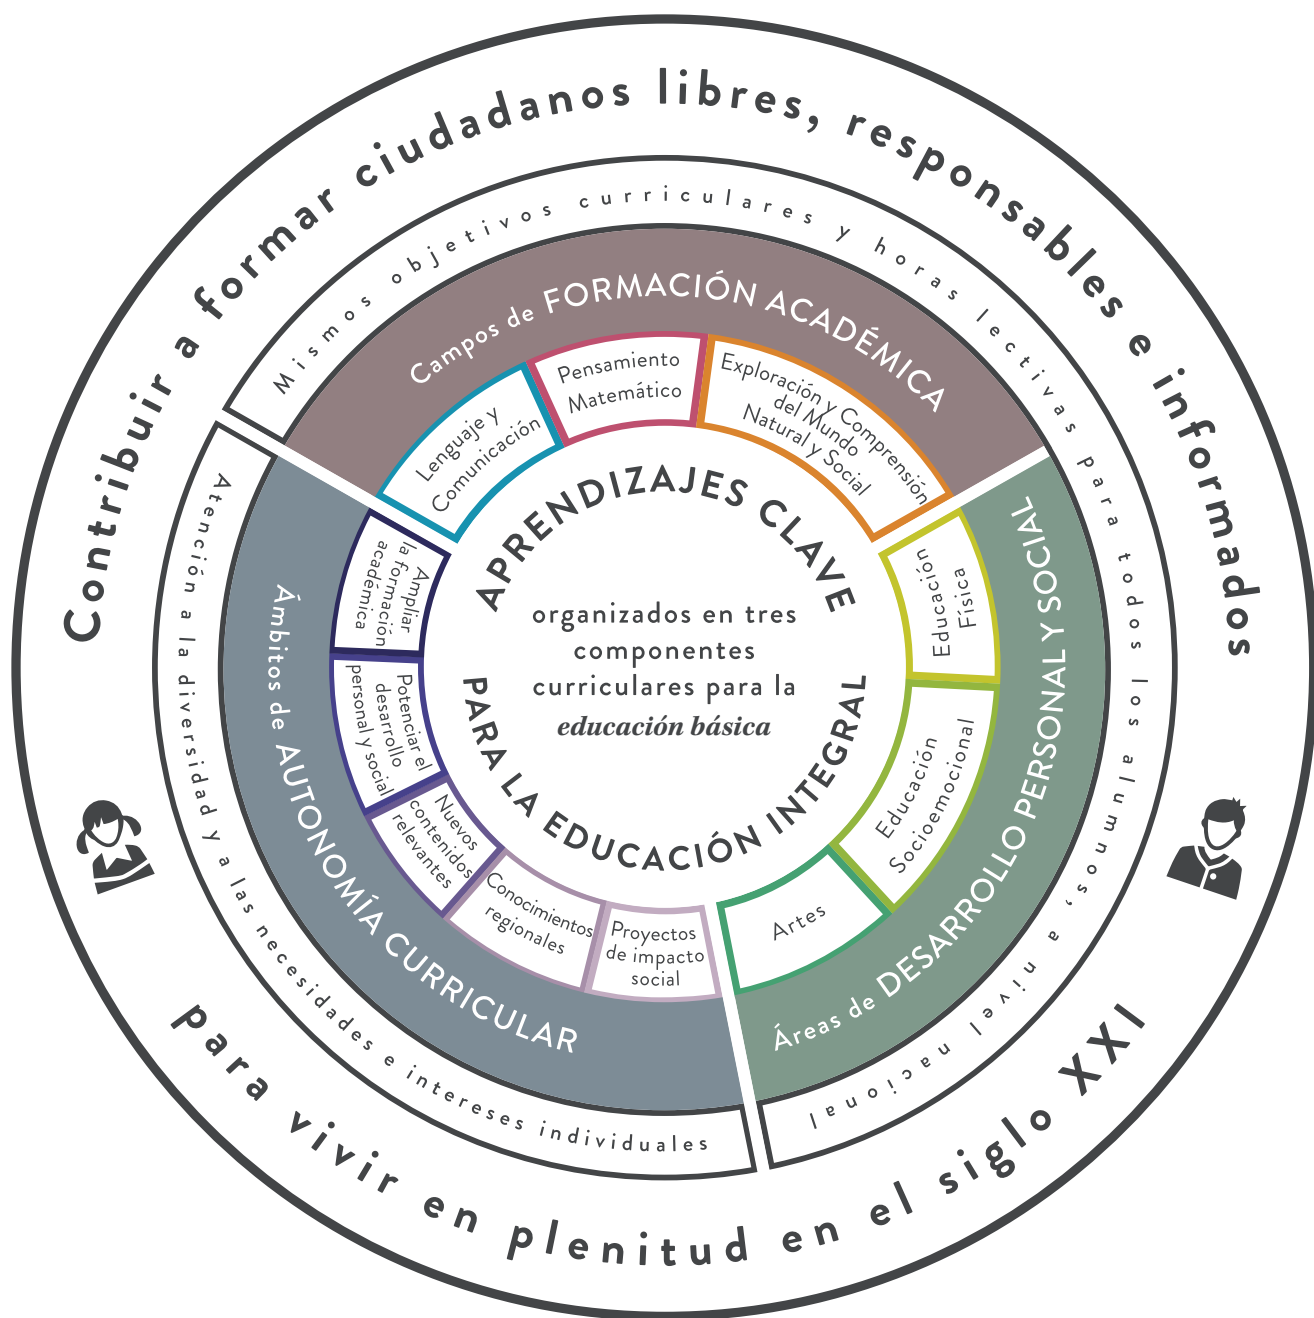 Contribuir a formar ciudadanos libres, responsables e informados
para vivir en plenitud en el siglo XXI
Mismos objetivos curriculares y horas lectivas para todos los alumnos, a nivel nacional
Atención a la diversidad y a las necesidades e intereses individuales
Campos de FORMACIÓN ACADÉMICA
Lenguaje y
Comunicación
Pensamiento
Matemático
Exploración y Comprensión
del Mundo
Natural y Social
Áreas de DESARROLLO PERSONAL Y SOCIAL
Educación
Física
Educación
Socioemocional
Artes
Ámbitos de AUTONOMÍA CURRICULAR
Ampliar
la formación
académica
Potenciar el
desarrollo
personal y social
Nuevos
contenidos
relevantes
Conocimientos
regionales
Proyectos
de impacto
social
APRENDIZAJES CLAVE
organizados en tres
componentes
curriculares para la
educación básica
PARA LA EDUCACIÓN INTEGRAL